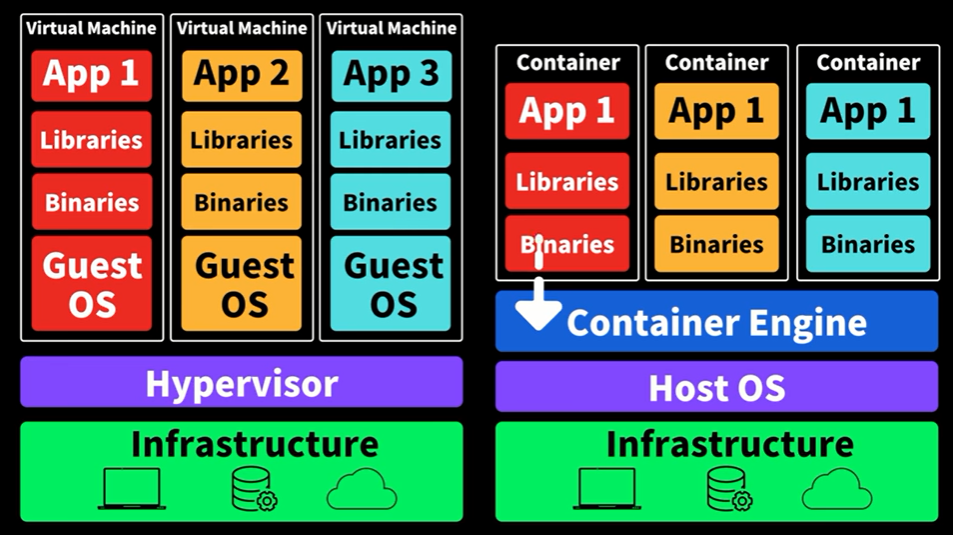 Virtual Machine
App 1
Libraries
Binaries
Guest
OS
Virtual Machine
App 2
Libraries
Binaries
Guest
OS
Virtual Machine
App 3
Libraries
Binaries
Guest
OS
Hypervisor
Infrastructure
Container
App 1
Libraries
Binaries
Container
App 1
Libraries
Binaries
Container
App 1
Libraries
Binaries
Container Engine
Host OS
Infrastructure